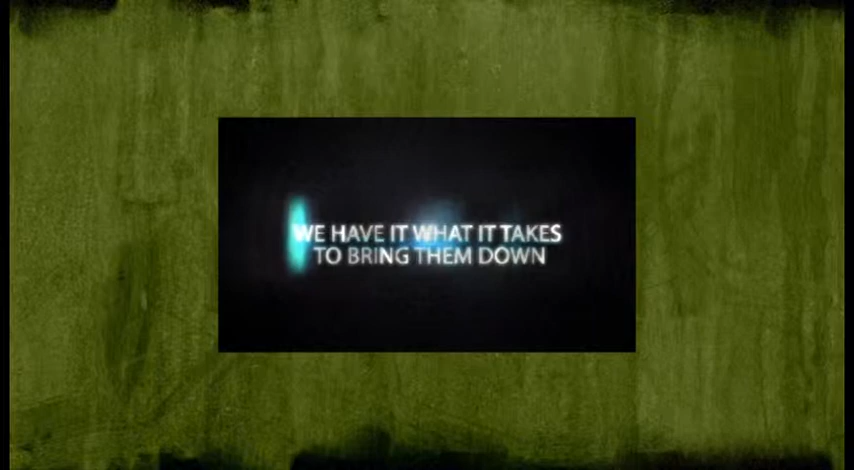 WE HAVE IT WHAT IT TAKES
TO BRING THEM DOWN